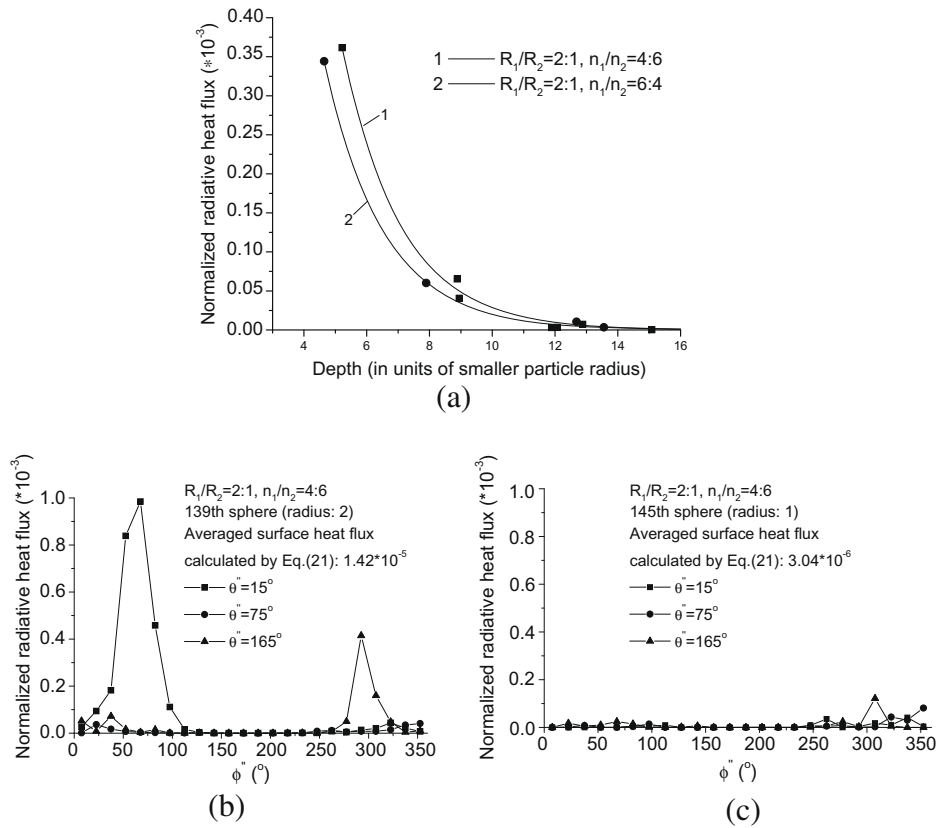 Normalized radiative heat flux (*10⁻³)
0.40
0.35
0.30
0.25
0.20
0.15
0.10
0.05
0.00
1 R₁/R₂=2:1, n₁/n₂=4:6
2 R₁/R₂=2:1, n₁/n₂=6:4
1
2
4 6 8 10 12 14 16
Depth (in units of smaller particle radius)
(a)
Normalized radiative heat flux (*10⁻³)
1.0
0.8
0.6
0.4
0.2
0.0
R₁/R₂=2:1, n₁/n₂=4:6
139th sphere (radius: 2)
Averaged surface heat flux
calculated by Eq.(21): 1.42*10⁻⁵
θ"=15°
θ"=75°
θ"=165°
0 50 100 150 200 250 300 350
ϕ" (°)
(b)
Normalized radiative heat flux (*10⁻³)
1.0
0.8
0.6
0.4
0.2
0.0
R₁/R₂=2:1, n₁/n₂=4:6
145th sphere (radius: 1)
Averaged surface heat flux
calculated by Eq.(21): 3.04*10⁻⁶
θ"=15°
θ"=75°
θ"=165°
0 50 100 150 200 250 300 350
ϕ" (°)
(c)